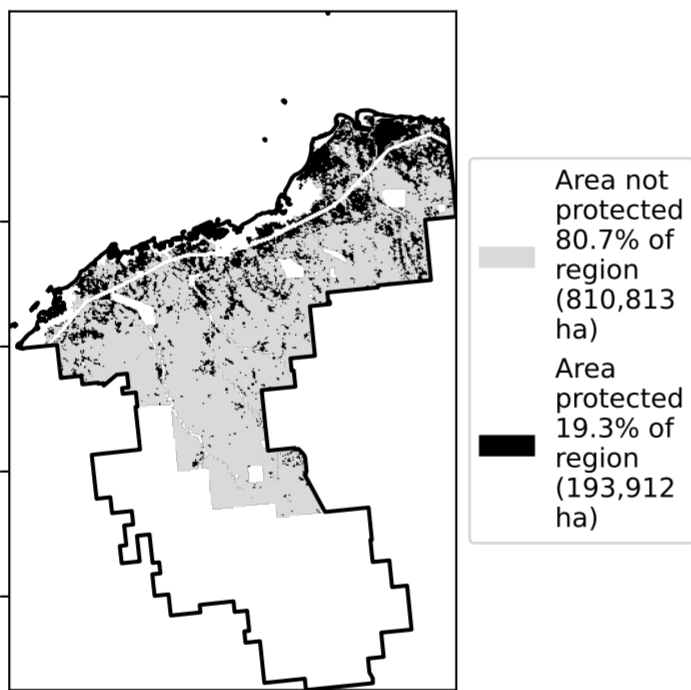 Area not
protected
80.7% of
region
(810,813
ha)
Area
protected
19.3% of
region
(193,912
ha)